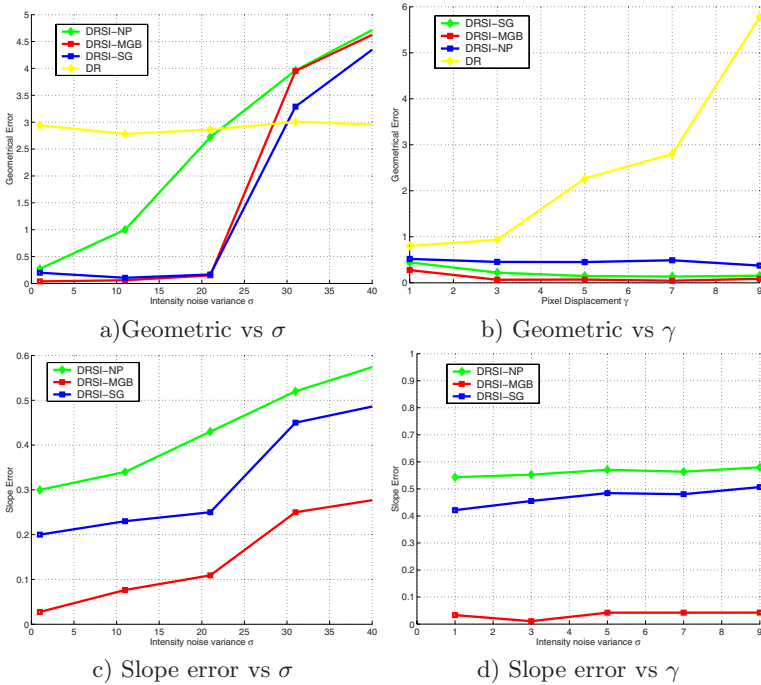 DRSI-NP
DRSI-MGB
DRSI-SG
DR
Geometrical Error
5
4.5
4
3.5
3
2.5
2
1.5
1
0.5
0
0 5 10 15 20 25 30 35 40
Intensity noise variance σ
a)Geometric vs σ
DRSI-SG
DRSI-MGB
DRSI-NP
DR
Geometrical Error
6
5
4
3
2
1
0
1 2 3 4 5 6 7 8 9
Pixel Displacement γ
b) Geometric vs γ
DRSI-NP
DRSI-MGB
DRSI-SG
Slope Error
0.6
0.5
0.4
0.3
0.2
0.1
0
0 5 10 15 20 25 30 35 40
Intensity noise variance σ
c) Slope error vs σ
DRSI-NP
DRSI-MGB
DRSI-SG
Slope Error
1
0.9
0.8
0.7
0.6
0.5
0.4
0.3
0.2
0.1
0
0 1 2 3 4 5 6 7 8 9
Intensity noise variance σ
d) Slope error vs γ